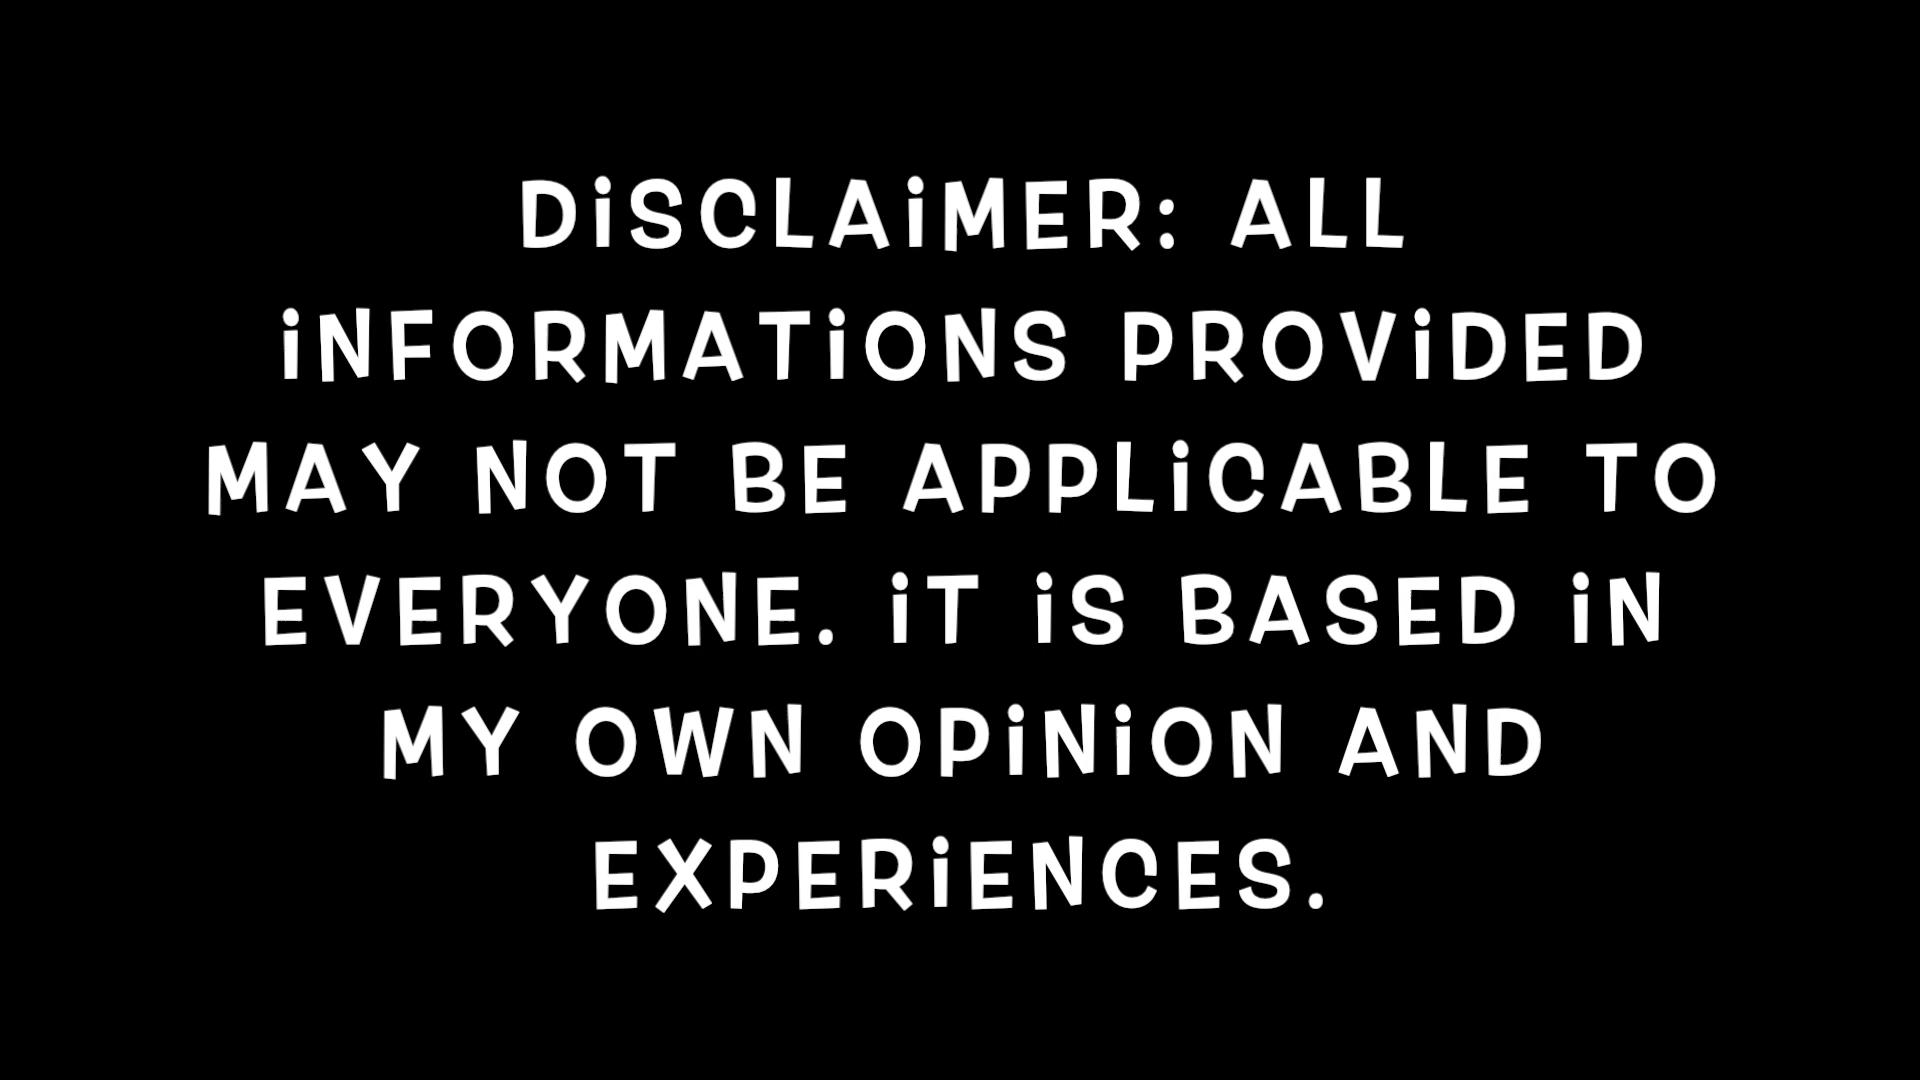 DiSCLAiMER: ALL
iNFORMATiONS PROViDED
MAY NOT BE APPLiCABLE TO
EVERYONE. iT iS BASED iN
MY OWN OPiNiON AND
EXPERiENCES.